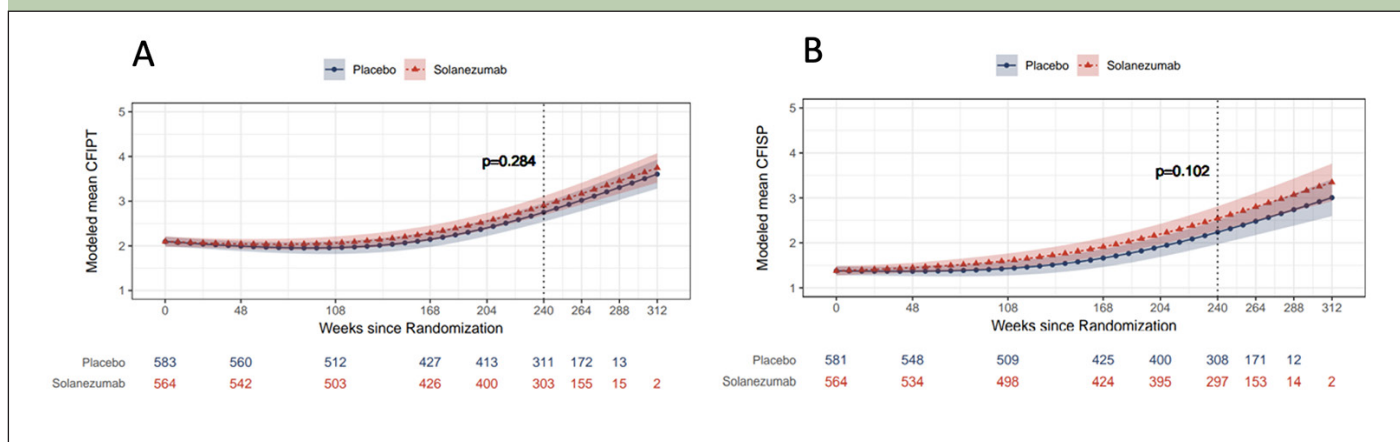 A
Placebo Solanezumab
5
4
3
2
1
Modeled mean CFIPT
p=0.284
0 48 108 168 204 240 264 288 312
Weeks since Randomization
Placebo 583 560 512 427 413 311 172 13
Solanezumab 564 542 503 426 400 303 155 15 2
B
Placebo Solanezumab
5
4
3
2
1
Modeled mean CFISP
p=0.102
0 48 108 168 204 240 264 288 312
Weeks since Randomization
Placebo 581 548 509 425 400 308 171 12
Solanezumab 564 534 498 424 395 297 153 14 2